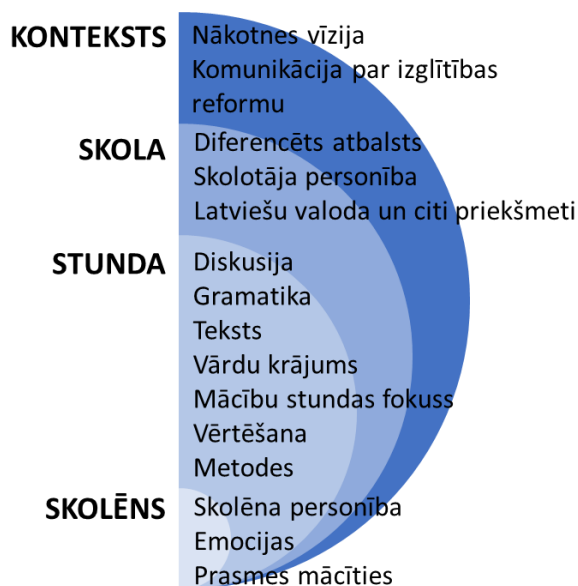 KONTEKSTS
Nākotnes vīzija
Komunikācija par izglītības
reformu
SKOLA
Diferencēts atbalsts
Skolotāja personība
Latviešu valoda un citi priekšmeti
STUNDA
Diskusija
Gramatika
Teksts
Vārdu krājums
Mācību stundas fokuss
Vērtēšana
Metodes
SKOLĒNS
Skolēna personība
Emocijas
Prasmes mācīties